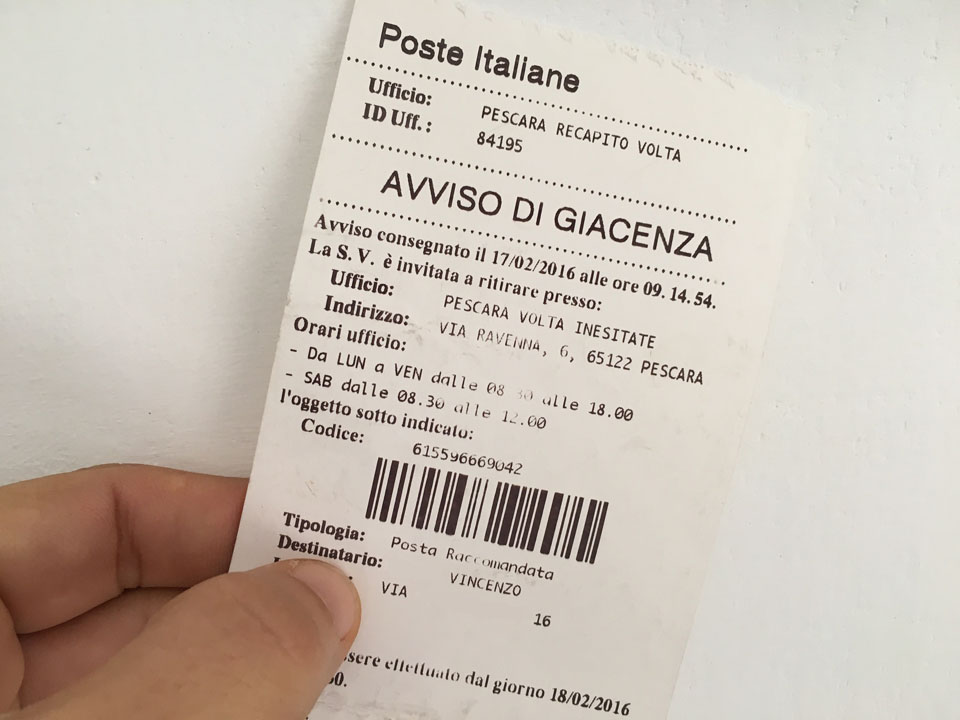 Poste Italiane
Ufficio: PESCARA RECAPITO VOLTA
ID Uff.: 84195
AVVISO DI GIACENZA
Avviso consegnato il 17/02/2016 alle ore 09.14.54.
La S. V. è invitata a ritirare presso:
Ufficio: PESCARA VOLTA INESITATE
Indirizzo: VIA RAVENNA, 6, 65122 PESCARA
Orari ufficio:
- Da LUN a VEN dalle 08 30 alle 18.00
- SAB dalle 08.30 alle 12.00
l'oggetto sotto indicato:
Codice: 615596669042
Tipologia: Posta Raccomandata
Destinatario: VINCENZO
VIA 16
effettuato dal giorno 18/02/2016